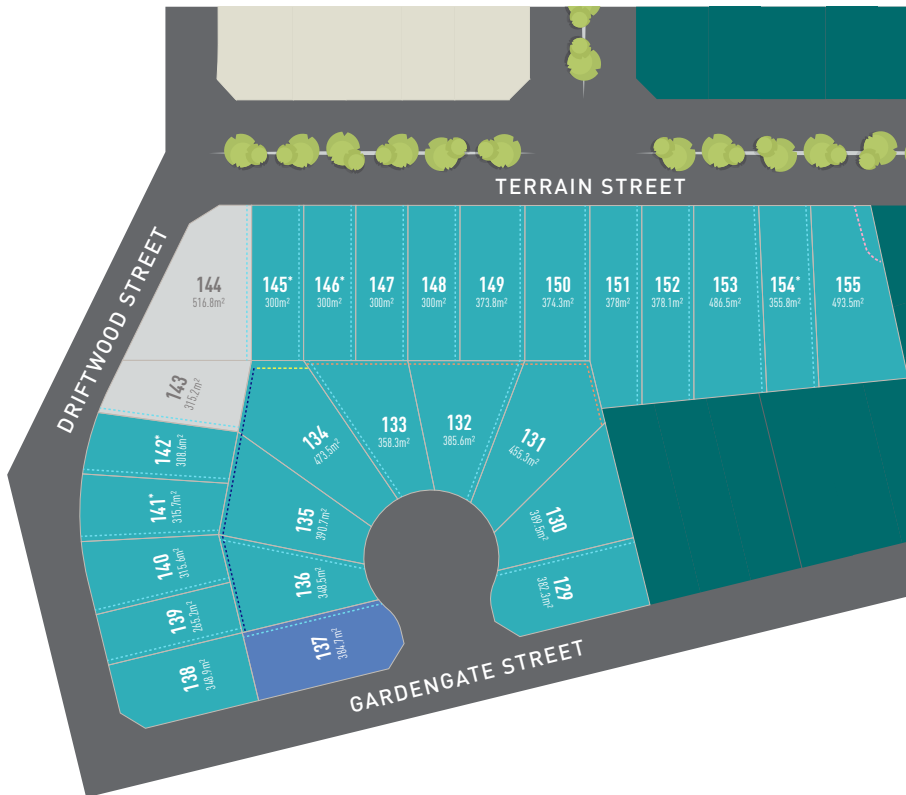 TERRAIN STREET
DRIFTWOOD STREET
144
516.8m²
145*
300m²
146*
300m²
147
300m²
148
300m²
149
373.8m²
150
374.3m²
151
378m²
152
378.1m²
153
486.5m²
154*
355.8m²
155
493.5m²
143
315.2m²
142*
308.6m²
141*
315.7m²
140
315.6m²
139
265.2m²
138
348.9m²
134
473.5m²
133
358.3m²
132
385.6m²
131
455.3m²
135
390.7m²
136
348.5m²
137
384.7m²
130
389.5m²
129
382.3m²
GARDENGATE STREET